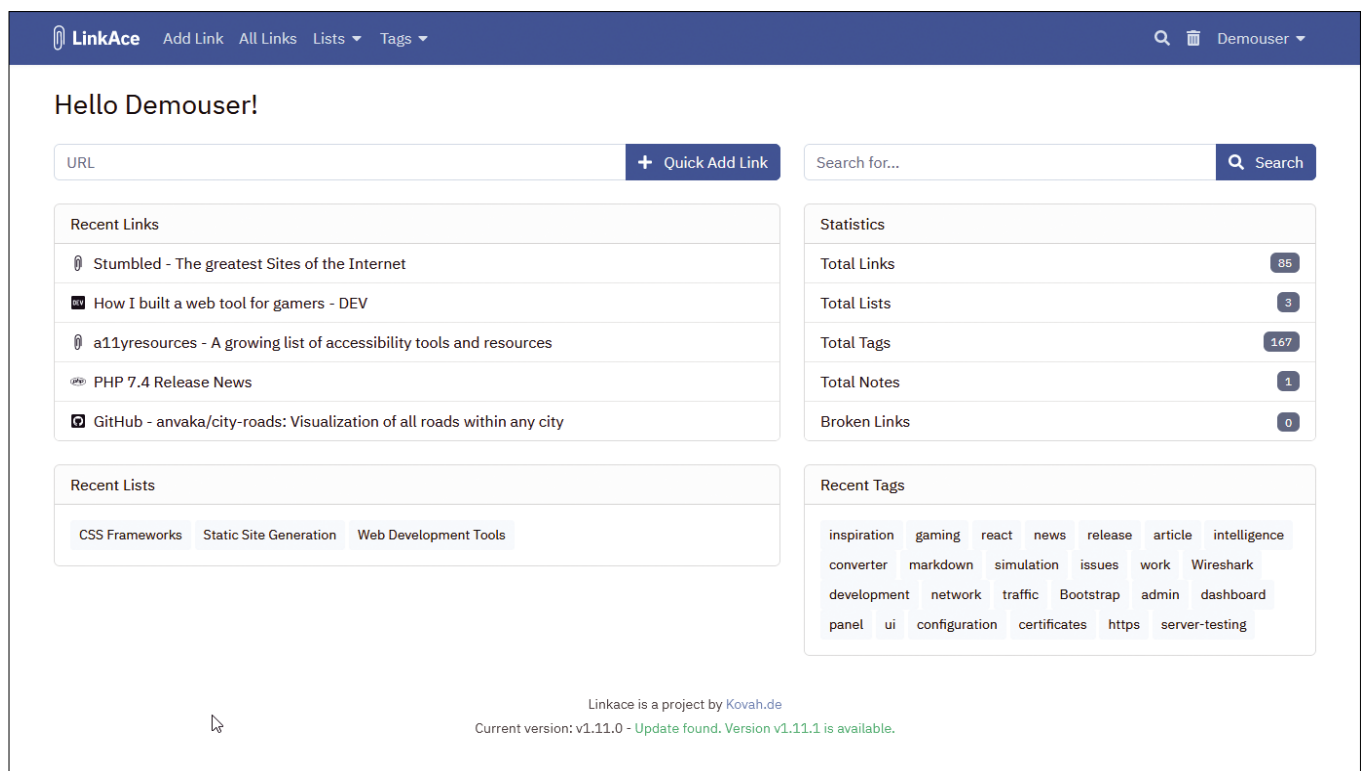 LinkAce Add Link All Links Lists Tags Demouser
Hello Demouser!
URL Quick Add Link
Search for... Search
Recent Links
Stumbled - The greatest Sites of the Internet
DEV How I built a web tool for gamers - DEV
a11yresources - A growing list of accessibility tools and resources
php PHP 7.4 Release News
GitHub - anvaka/city-roads: Visualization of all roads within any city
Statistics
Total Links 85
Total Lists 3
Total Tags 167
Total Notes 1
Broken Links 0
Recent Lists
CSS Frameworks Static Site Generation Web Development Tools
Recent Tags
inspiration gaming react news release article intelligence
converter markdown simulation issues work Wireshark
development network traffic Bootstrap admin dashboard
panel ui configuration certificates https server-testing
Linkace is a project by Kovah.de
Current version: v1.11.0 - Update found. Version v1.11.1 is available.